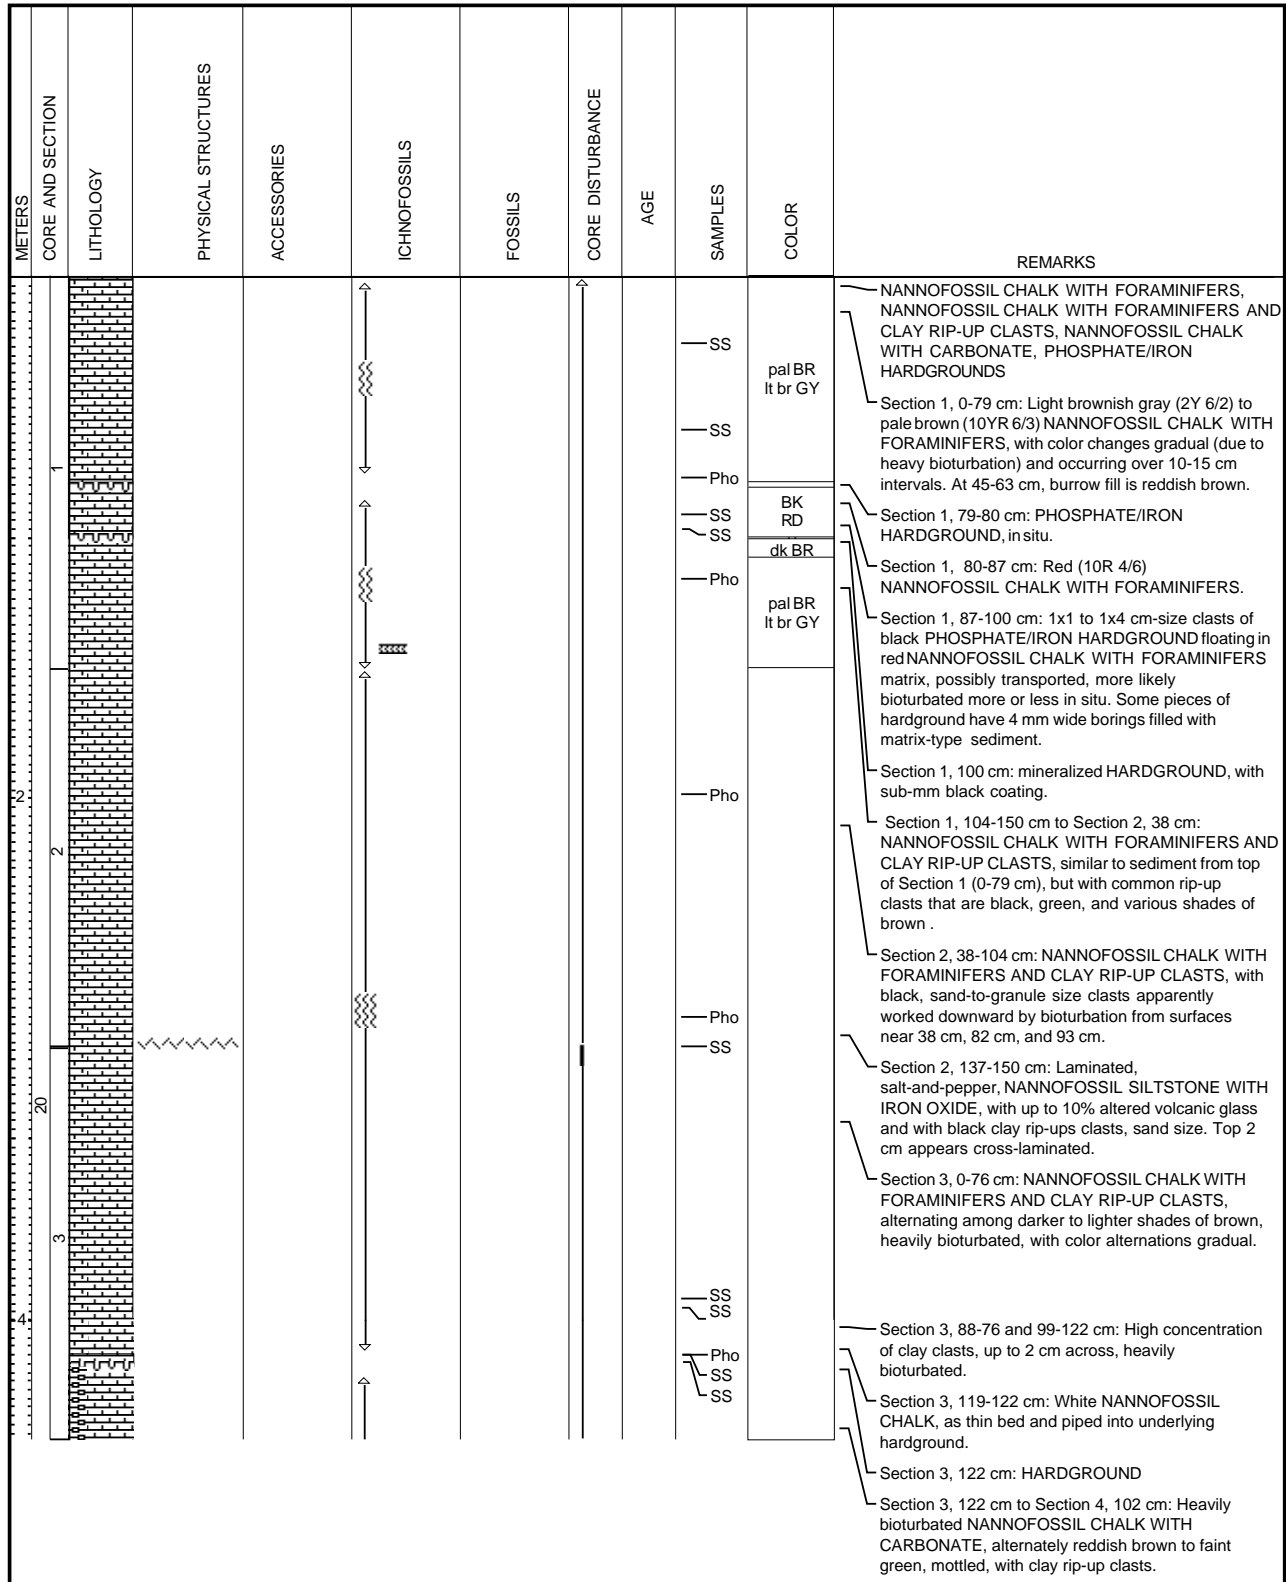 METERS
CORE AND SECTION
LITHOLOGY
PHYSICAL STRUCTURES
ACCESSORIES
ICHNOFOSSILS
FOSSILS
CORE DISTURBANCE
AGE
SAMPLES
COLOR
REMARKS
1
2
2
20
3
4
SS
SS
Pho
SS
SS
Pho
Pho
Pho
SS
SS
SS
Pho
SS
SS
pal BR
lt br GY
BK
RD
dk BR
pal BR
lt br GY
NANNOFOSSIL CHALK WITH FORAMINIFERS,
NANNOFOSSIL CHALK WITH FORAMINIFERS AND
CLAY RIP-UP CLASTS, NANNOFOSSIL CHALK
WITH CARBONATE, PHOSPHATE/IRON
HARDGROUNDS
Section 1, 0-79 cm: Light brownish gray (2Y 6/2) to
pale brown (10YR 6/3) NANNOFOSSIL CHALK WITH
FORAMINIFERS, with color changes gradual (due to
heavy bioturbation) and occurring over 10-15 cm
intervals. At 45-63 cm, burrow fill is reddish brown.
Section 1, 79-80 cm: PHOSPHATE/IRON
HARDGROUND, in situ.
Section 1, 80-87 cm: Red (10R 4/6)
NANNOFOSSIL CHALK WITH FORAMINIFERS.
Section 1, 87-100 cm: 1x1 to 1x4 cm-size clasts of
black PHOSPHATE/IRON HARDGROUND floating in
red NANNOFOSSIL CHALK WITH FORAMINIFERS
matrix, possibly transported, more likely
bioturbated more or less in situ. Some pieces of
hardground have 4 mm wide borings filled with
matrix-type sediment.
Section 1, 100 cm: mineralized HARDGROUND, with
sub-mm black coating.
Section 1, 104-150 cm to Section 2, 38 cm:
NANNOFOSSIL CHALK WITH FORAMINIFERS AND
CLAY RIP-UP CLASTS, similar to sediment from top
of Section 1 (0-79 cm), but with common rip-up
clasts that are black, green, and various shades of
brown .
Section 2, 38-104 cm: NANNOFOSSIL CHALK WITH
FORAMINIFERS AND CLAY RIP-UP CLASTS, with
black, sand-to-granule size clasts apparently
worked downward by bioturbation from surfaces
near 38 cm, 82 cm, and 93 cm.
Section 2, 137-150 cm: Laminated,
salt-and-pepper, NANNOFOSSIL SILTSTONE WITH
IRON OXIDE, with up to 10% altered volcanic glass
and with black clay rip-ups clasts, sand size. Top 2
cm appears cross-laminated.
Section 3, 0-76 cm: NANNOFOSSIL CHALK WITH
FORAMINIFERS AND CLAY RIP-UP CLASTS,
alternating among darker to lighter shades of brown,
heavily bioturbated, with color alternations gradual.
Section 3, 88-76 and 99-122 cm: High concentration
of clay clasts, up to 2 cm across, heavily
bioturbated.
Section 3, 119-122 cm: White NANNOFOSSIL
CHALK, as thin bed and piped into underlying
hardground.
Section 3, 122 cm: HARDGROUND
Section 3, 122 cm to Section 4, 102 cm: Heavily
bioturbated NANNOFOSSIL CHALK WITH
CARBONATE, alternately reddish brown to faint
green, mottled, with clay rip-up clasts.